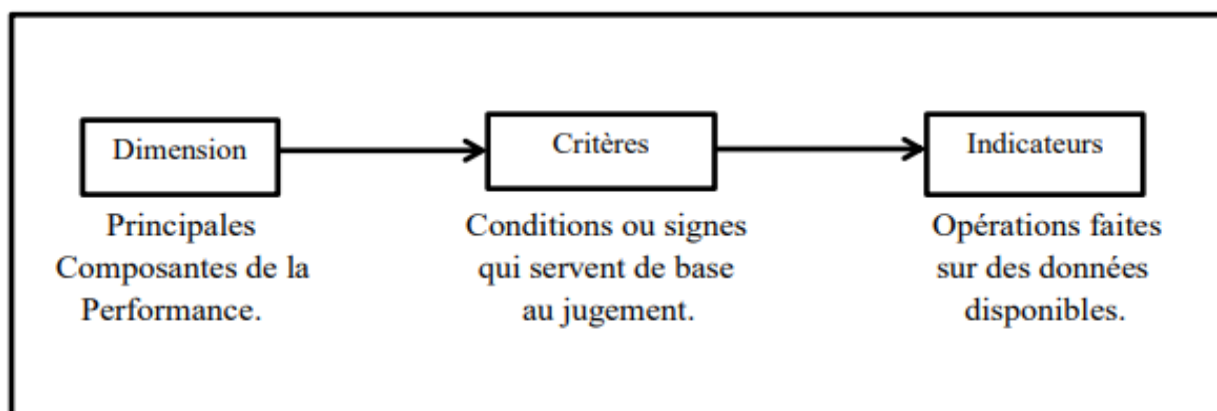 Dimension
Critères
Indicateurs
Principales
Composantes de la
Performance.
Conditions ou signes
qui servent de base
au jugement.
Opérations faites
sur des données
disponibles.